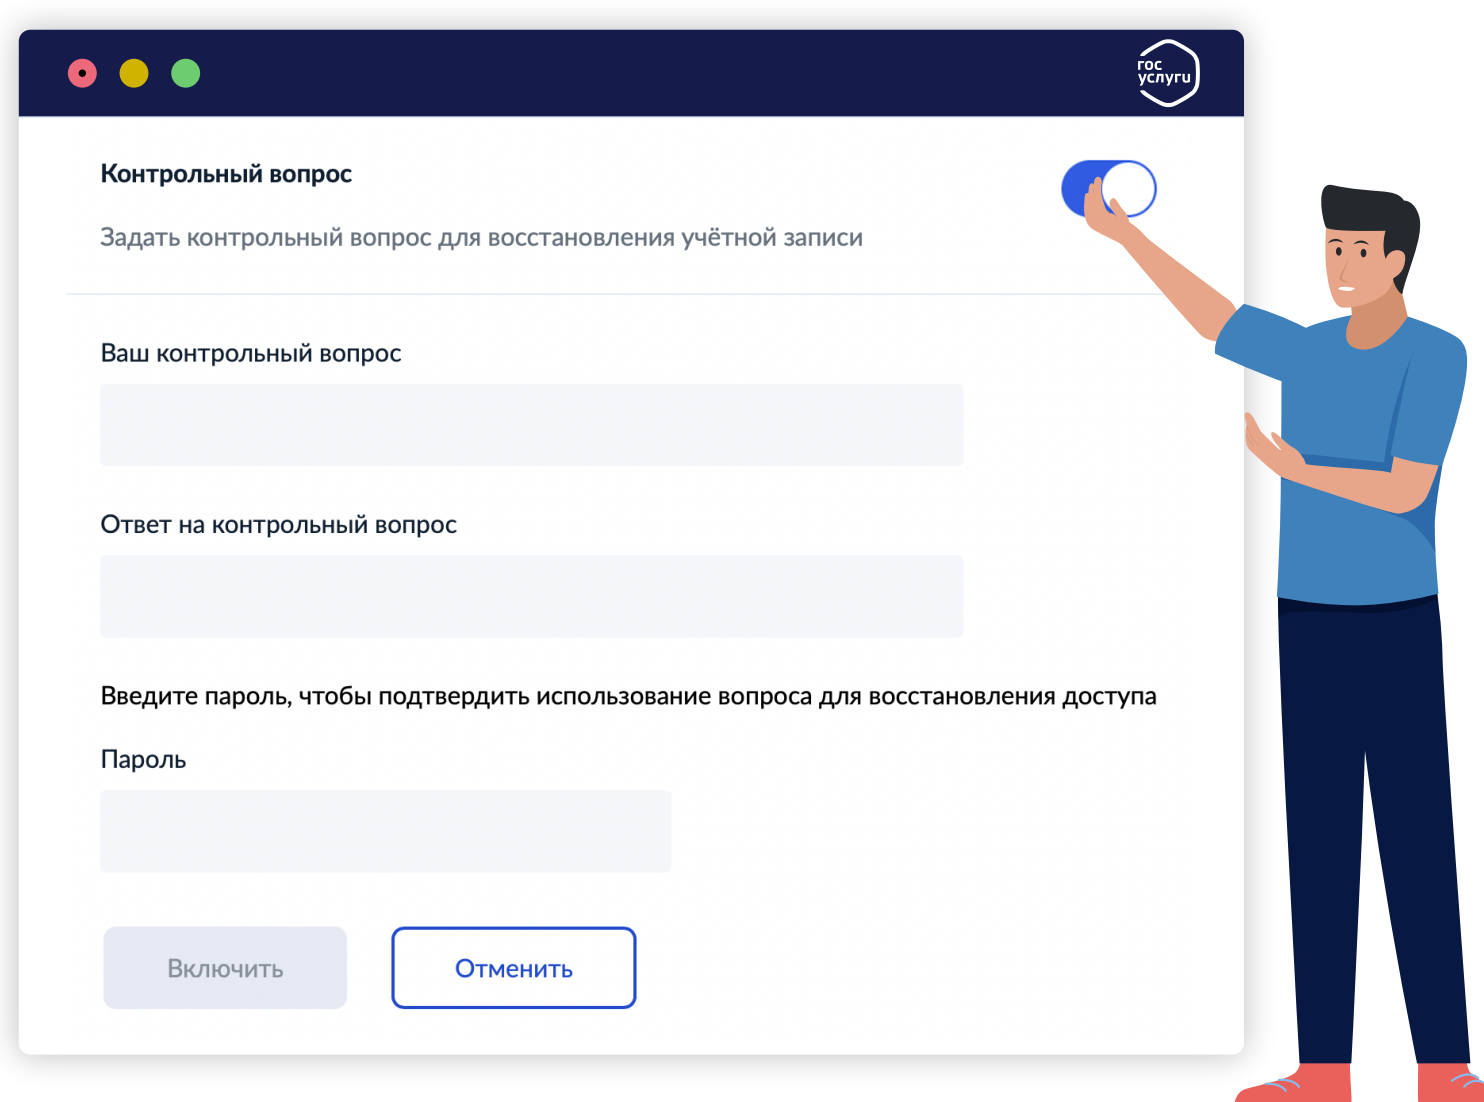 гос
услуги
Контрольный вопрос
Задать контрольный вопрос для восстановления учётной записи
Ваш контрольный вопрос
Ответ на контрольный вопрос
Введите пароль, чтобы подтвердить использование вопроса для восстановления доступа
Пароль
Включить
Отменить